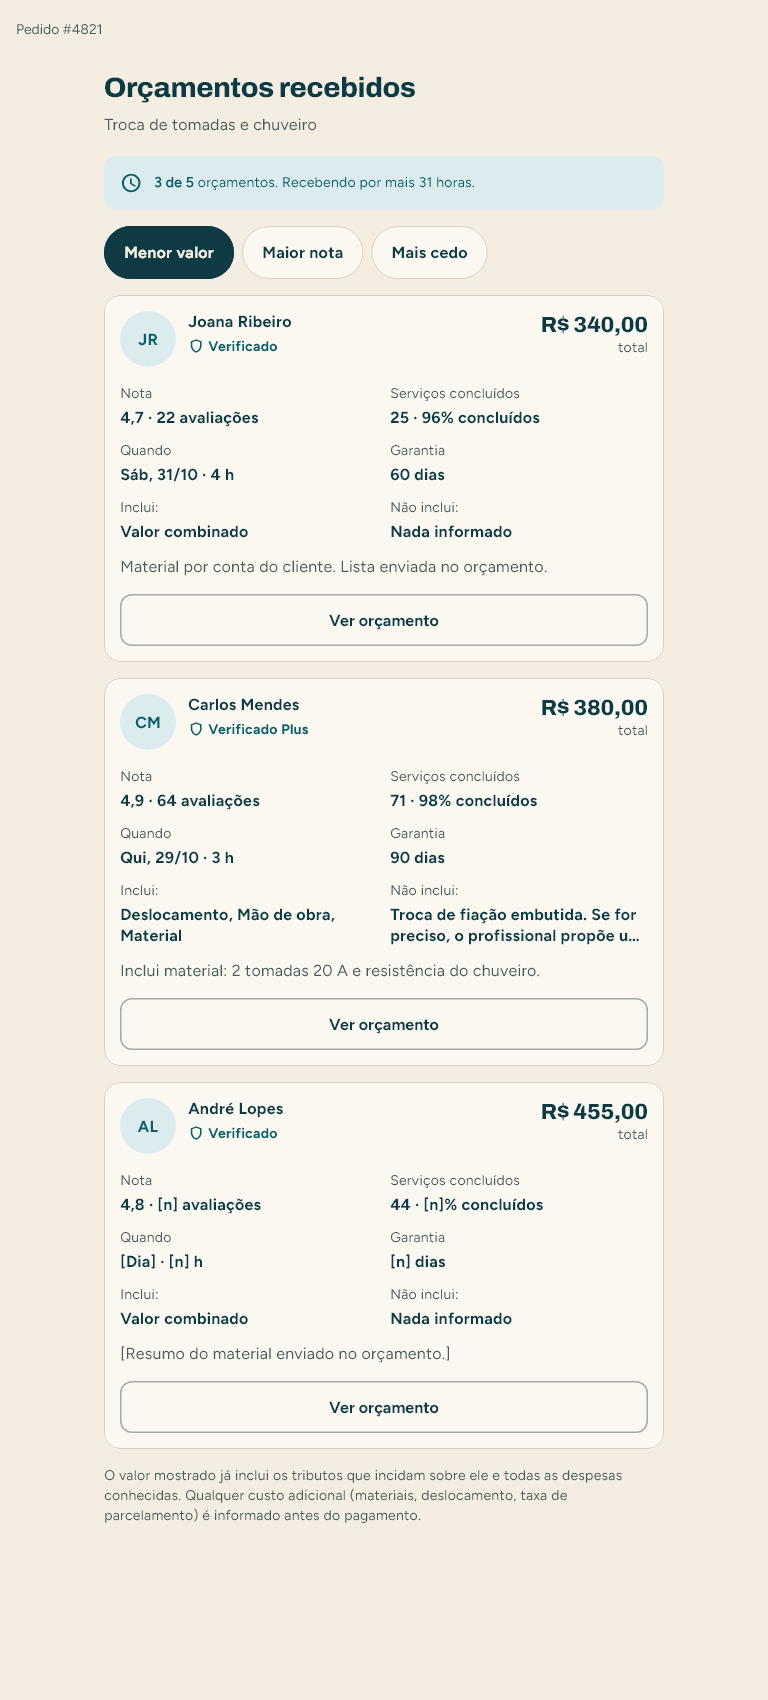 Pedido #4821
Orçamentos recebidos
Troca de tomadas e chuveiro
3 de 5 orçamentos. Recebendo por mais 31 horas.
Menor valor
Maior nota
Mais cedo
JR
Joana Ribeiro
Verificado
R$ 340,00
total
Nota
4,7 · 22 avaliações
Serviços concluídos
25 · 96% concluídos
Quando
Sáb, 31/10 · 4 h
Garantia
60 dias
Inclui:
Valor combinado
Não inclui:
Nada informado
Material por conta do cliente. Lista enviada no orçamento.
Ver orçamento
CM
Carlos Mendes
Verificado Plus
R$ 380,00
total
Nota
4,9 · 64 avaliações
Serviços concluídos
71 · 98% concluídos
Quando
Qui, 29/10 · 3 h
Garantia
90 dias
Inclui:
Deslocamento, Mão de obra,
Material
Não inclui:
Troca de fiação embutida. Se for
preciso, o profissional propõe u...
Inclui material: 2 tomadas 20 A e resistência do chuveiro.
Ver orçamento
AL
André Lopes
Verificado
R$ 455,00
total
Nota
4,8 · [n] avaliações
Serviços concluídos
44 · [n]% concluídos
Quando
[Dia] · [n] h
Garantia
[n] dias
Inclui:
Valor combinado
Não inclui:
Nada informado
[Resumo do material enviado no orçamento.]
Ver orçamento
O valor mostrado já inclui os tributos que incidam sobre ele e todas as despesas
conhecidas. Qualquer custo adicional (materiais, deslocamento, taxa de
parcelamento) é informado antes do pagamento.